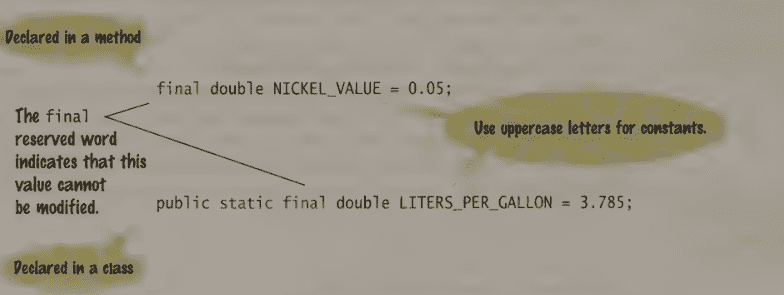 Declared in a method
final double NICKEL_VALUE = 0.05;
The final
reserved word
indicates that this
value cannot
be modified.
Use uppercase letters for constants.
public static final double LITERS_PER_GALLON = 3.785;
Declared in a class